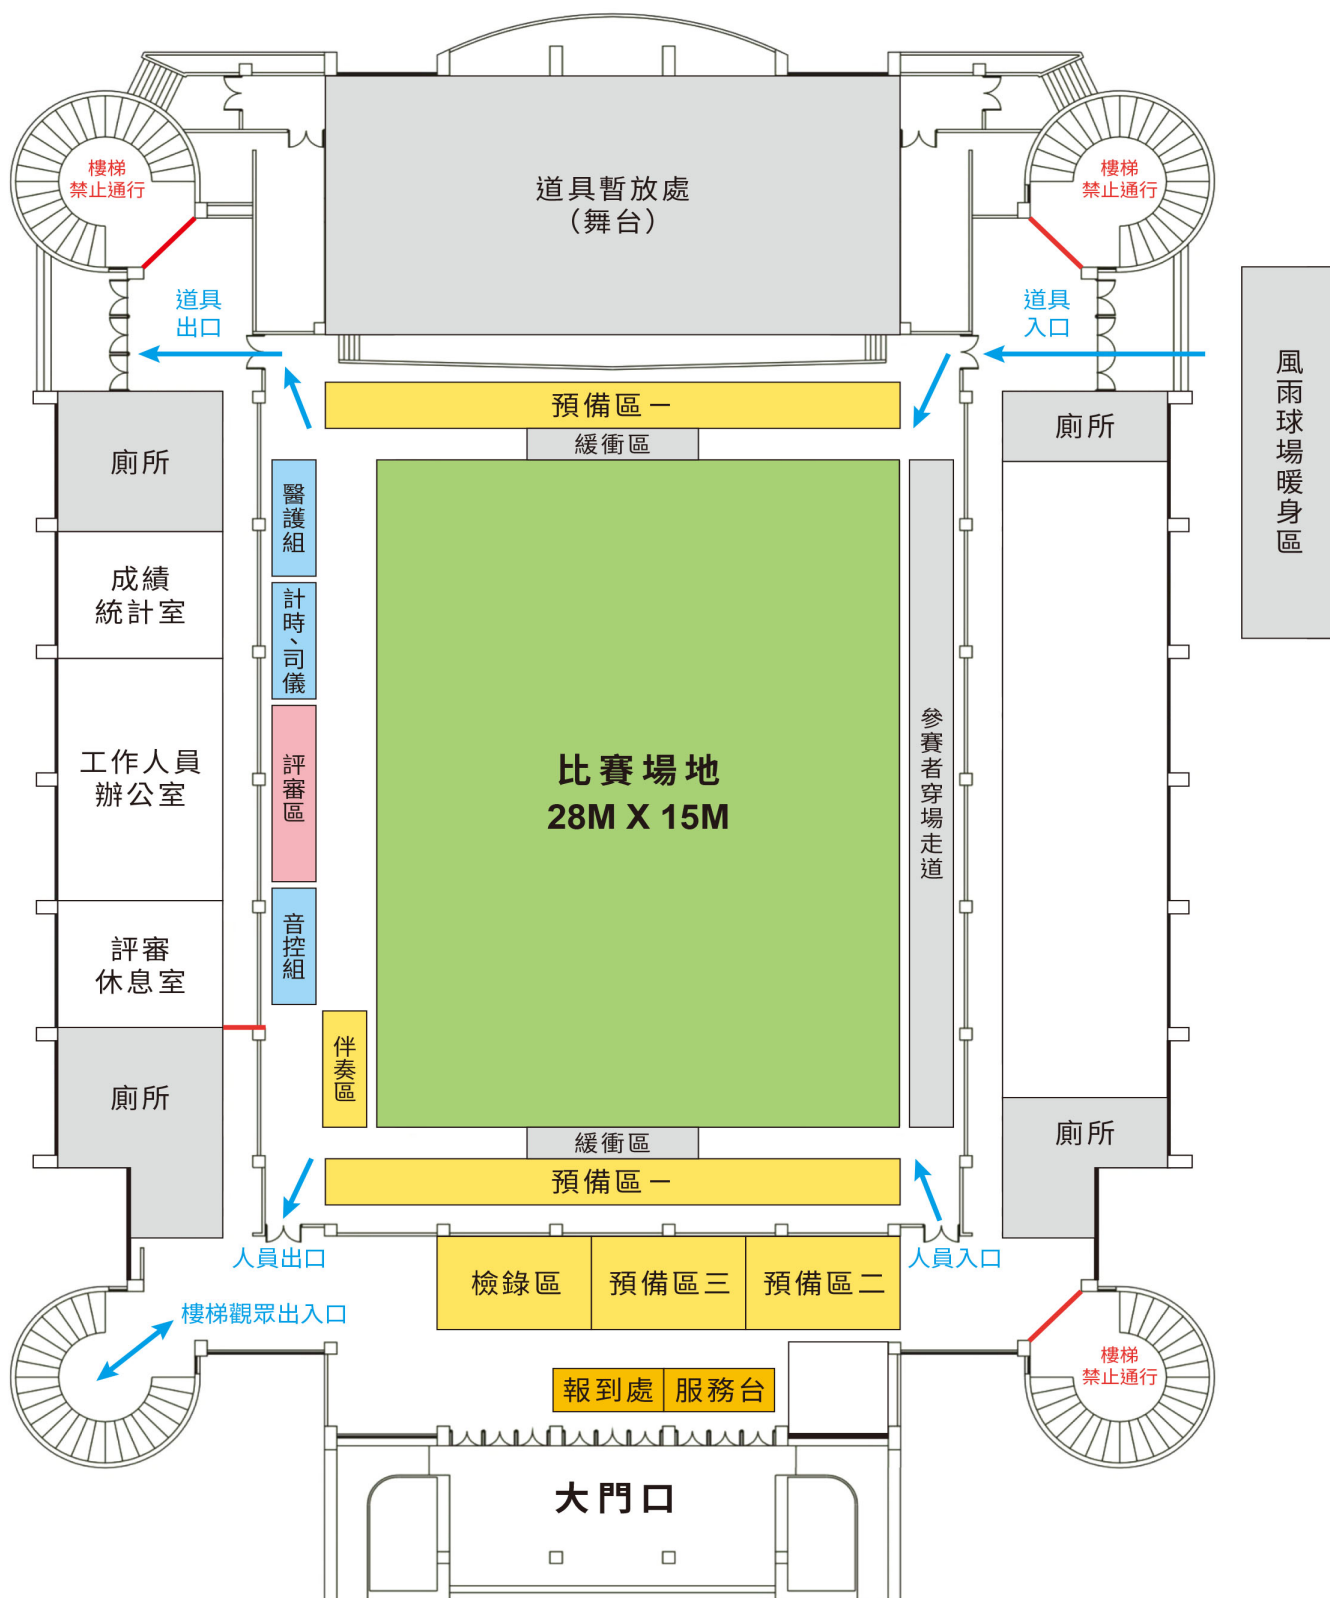 樓梯
禁止通行
道具暫放處
（舞台）
樓梯
禁止通行
道具
出口
道具
入口
風雨球場暖身區
預備區一
緩衝區
廁所
廁所
醫護組
成績
統計室
計時、司儀
參賽者穿場走道
工作人員
辦公室
評審區
比賽場地
28M X 15M
音控組
評審
休息室
伴奏區
廁所
廁所
緩衝區
預備區一
人員出口
人員入口
檢錄區
預備區三
預備區二
樓梯觀眾出入口
樓梯
禁止通行
報到處
服務台
大門口